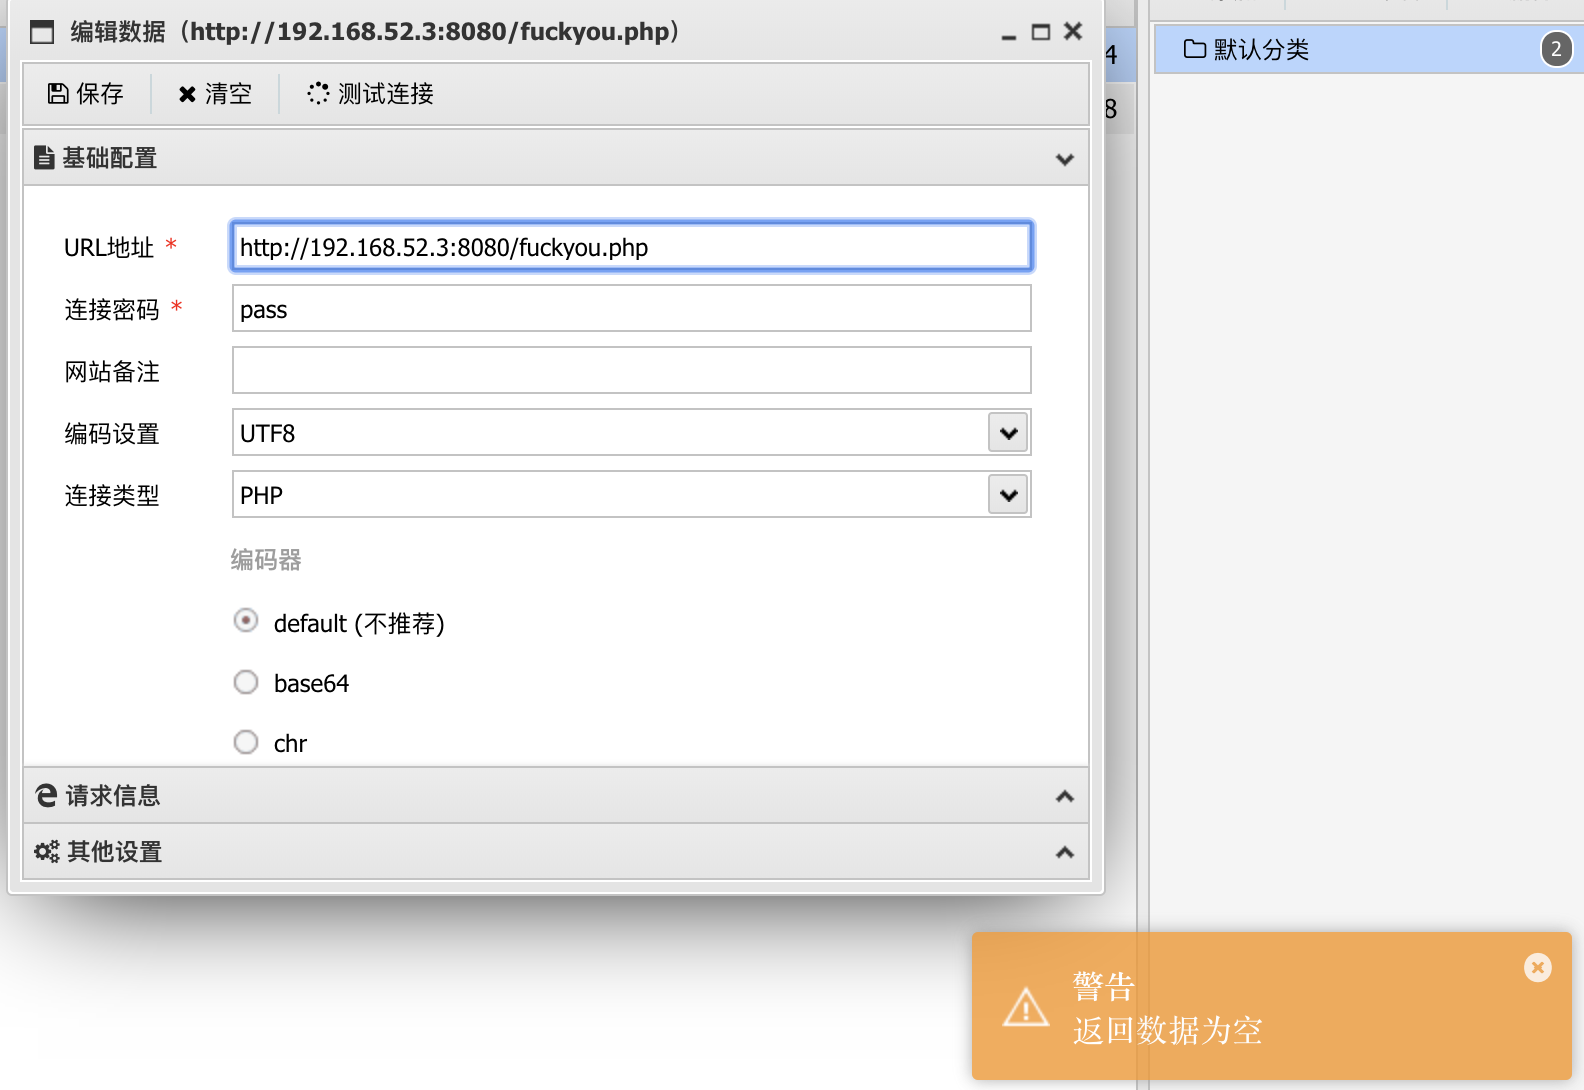 编辑数据（http://192.168.52.3:8080/fuckyou.php）
保存 清空 测试连接
基础配置
URL地址 * http://192.168.52.3:8080/fuckyou.php
连接密码 * pass
网站备注
编码设置 UTF8
连接类型 PHP
编码器
default (不推荐)
base64
chr
请求信息
其他设置
4
8
默认分类 2
警告
返回数据为空